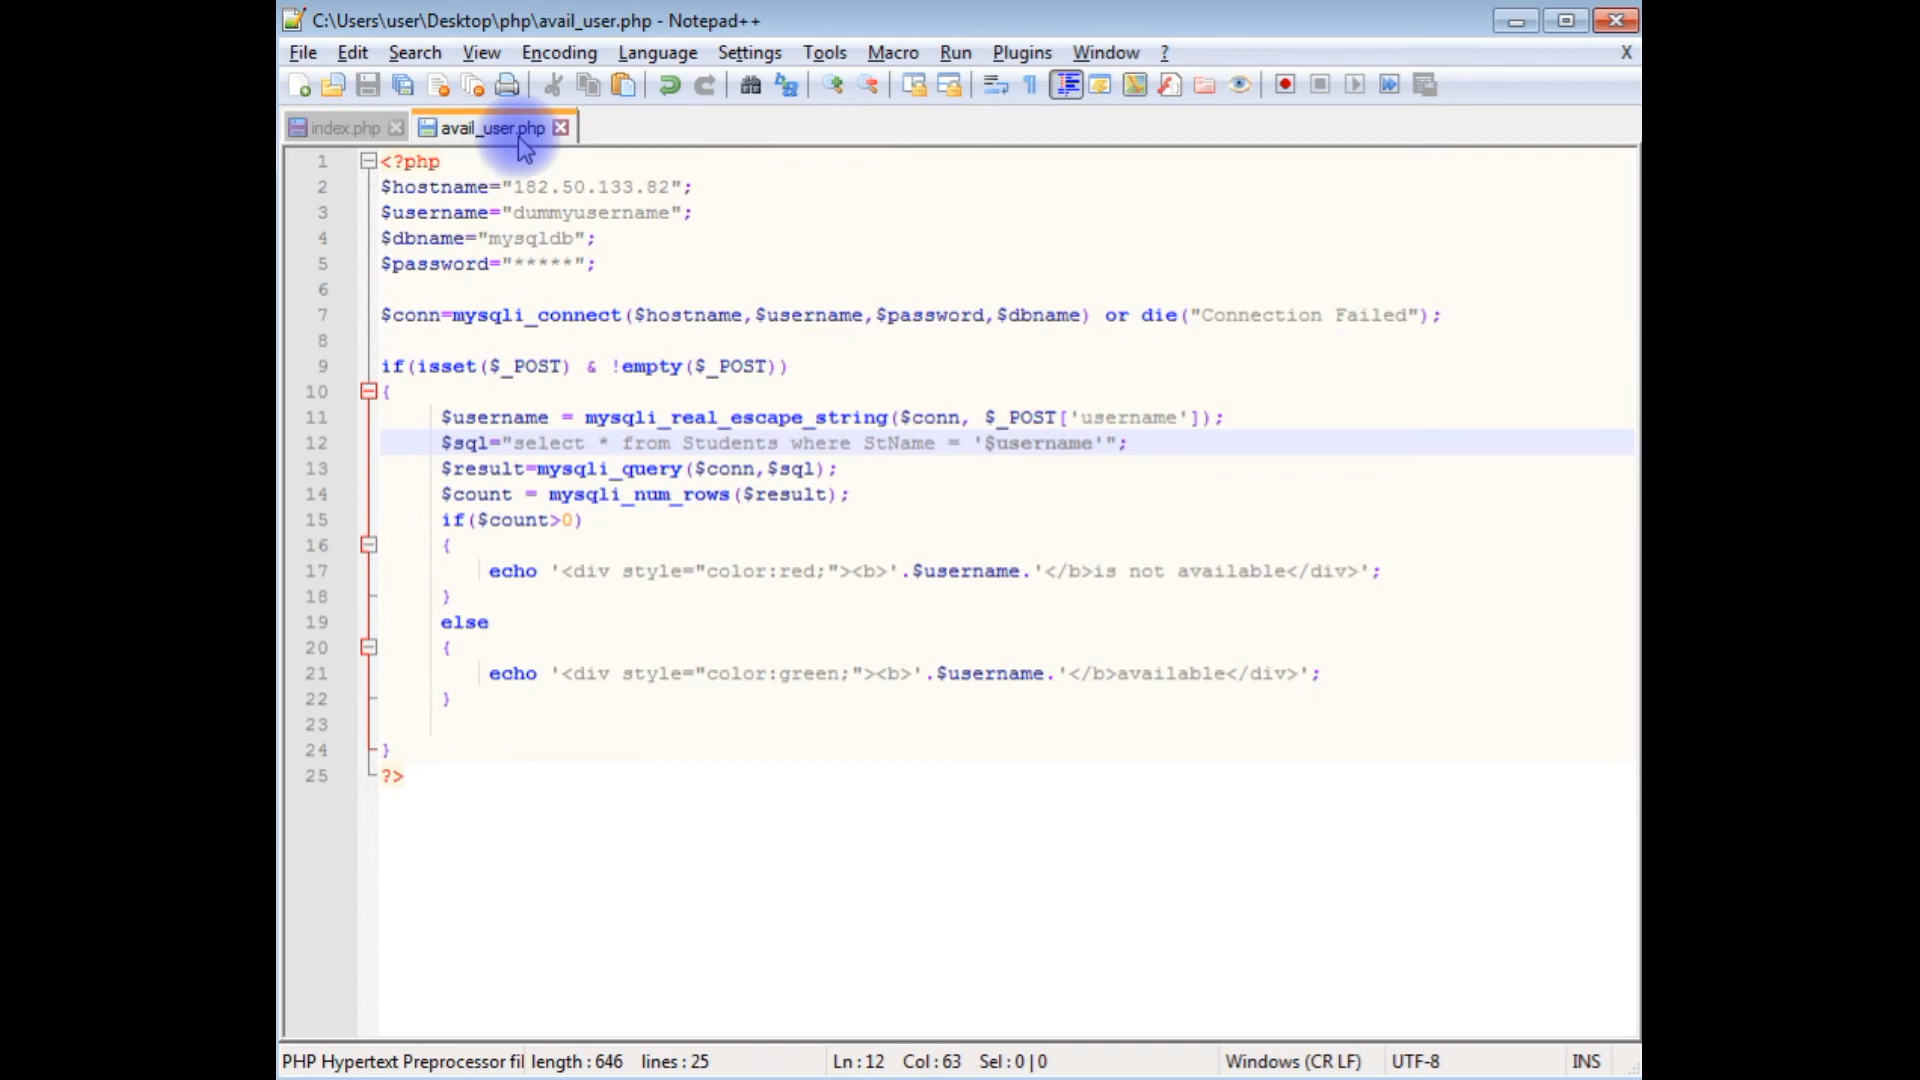 C:\Users\user\Desktop\php\avail_user.php - Notepad++
File Edit Search View Encoding Language Settings Tools Macro Run Plugins Window ? X
index.php avail_user.php
1 <?php
2 $hostname="182.50.133.82";
3 $username="dummyusername";
4 $dbname="mysqldb";
5 $password="*****";
6
7 $conn=mysqli_connect($hostname,$username,$password,$dbname) or die("Connection Failed");
8
9 if(isset($_POST) & !empty($_POST))
10 {
11 $username = mysqli_real_escape_string($conn, $_POST['username']);
12 $sql="select * from Students where StName = '$username'";
13 $result=mysqli_query($conn,$sql);
14 $count = mysqli_num_rows($result);
15 if($count>0)
16 {
17 echo '<div style="color:red;"><b>'.$username.'</b>is not available</div>';
18 }
19 else
20 {
21 echo '<div style="color:green;"><b>'.$username.'</b>available</div>';
22 }
23
24 }
25 ?>
PHP Hypertext Preprocessor fil length : 646 lines : 25 Ln : 12 Col : 63 Sel : 0 | 0 Windows (CR LF) UTF-8 INS